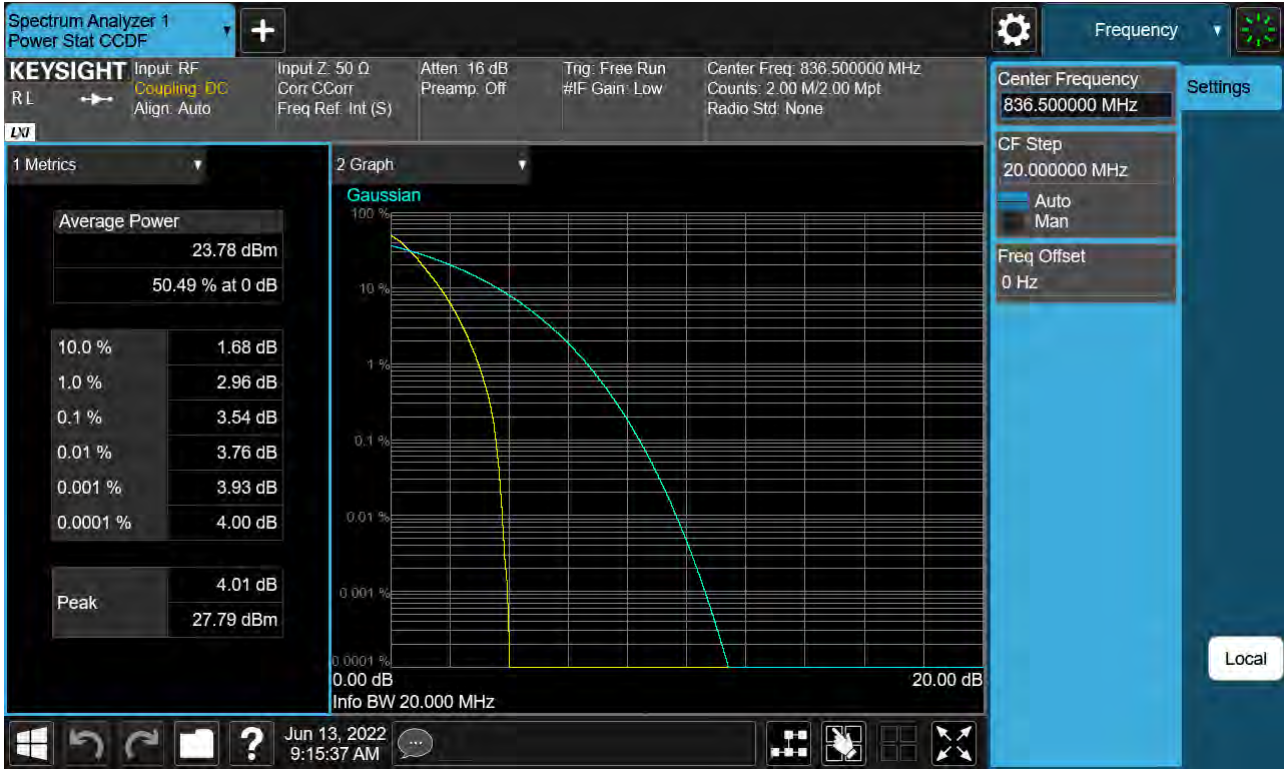 Spectrum Analyzer 1
Power Stat CCDF
+
Frequency
KEYSIGHT
RL
LXI
Input: RF
Coupling: DC
Align: Auto
Input Z: 50 Ω
Corr CCorr
Freq Ref: Int (S)
Atten: 16 dB
Preamp: Off
Trig: Free Run
#IF Gain: Low
Center Freq: 836.500000 MHz
Counts: 2.00 M/2.00 Mpt
Radio Std: None
Center Frequency
836.500000 MHz
Settings
CF Step
20.000000 MHz
Auto
Man
Freq Offset
0 Hz
Local
1 Metrics
Average Power
23.78 dBm
50.49 % at 0 dB
10.0 % 1.68 dB
1.0 % 2.96 dB
0.1 % 3.54 dB
0.01 % 3.76 dB
0.001 % 3.93 dB
0.0001 % 4.00 dB
Peak
4.01 dB
27.79 dBm
2 Graph
Gaussian
100 %
10 %
1 %
0.1 %
0.01 %
0.001 %
0.0001 %
0.00 dB 20.00 dB
Info BW 20.000 MHz
?
Jun 13, 2022
9:15:37 AM